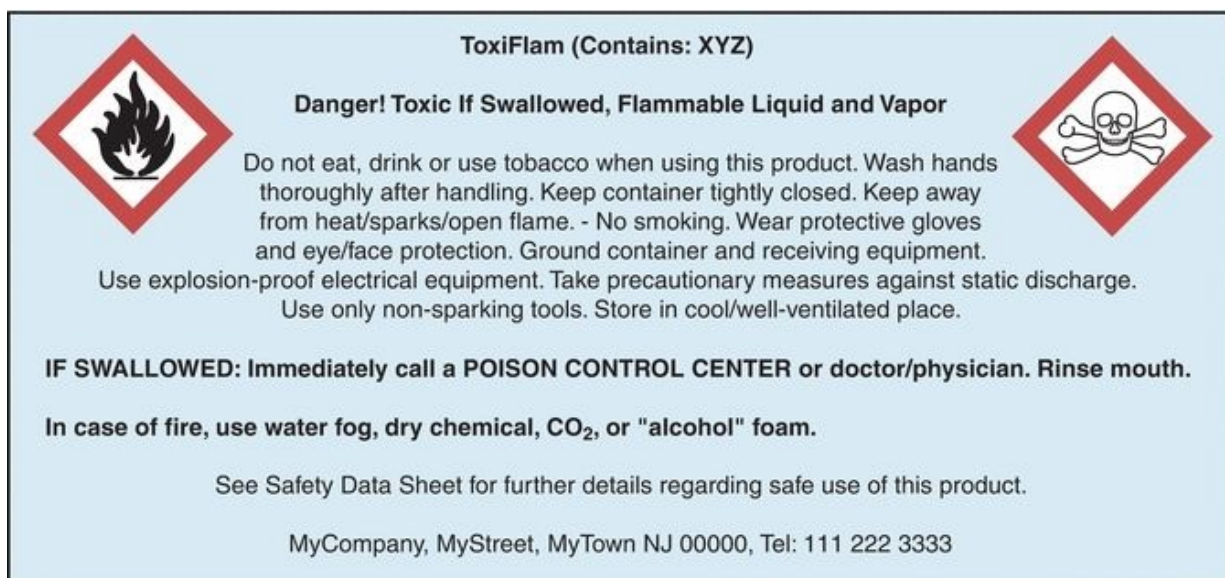 ToxiFlam (Contains: XYZ)
Danger! Toxic If Swallowed, Flammable Liquid and Vapor
Do not eat, drink or use tobacco when using this product. Wash hands
thoroughly after handling. Keep container tightly closed. Keep away
from heat/sparks/open flame. - No smoking. Wear protective gloves
and eye/face protection. Ground container and receiving equipment.
Use explosion-proof electrical equipment. Take precautionary measures against static discharge.
Use only non-sparking tools. Store in cool/well-ventilated place.
IF SWALLOWED: Immediately call a POISON CONTROL CENTER or doctor/physician. Rinse mouth.
In case of fire, use water fog, dry chemical, CO₂, or "alcohol" foam.
See Safety Data Sheet for further details regarding safe use of this product.
MyCompany, MyStreet, MyTown NJ 00000, Tel: 111 222 3333